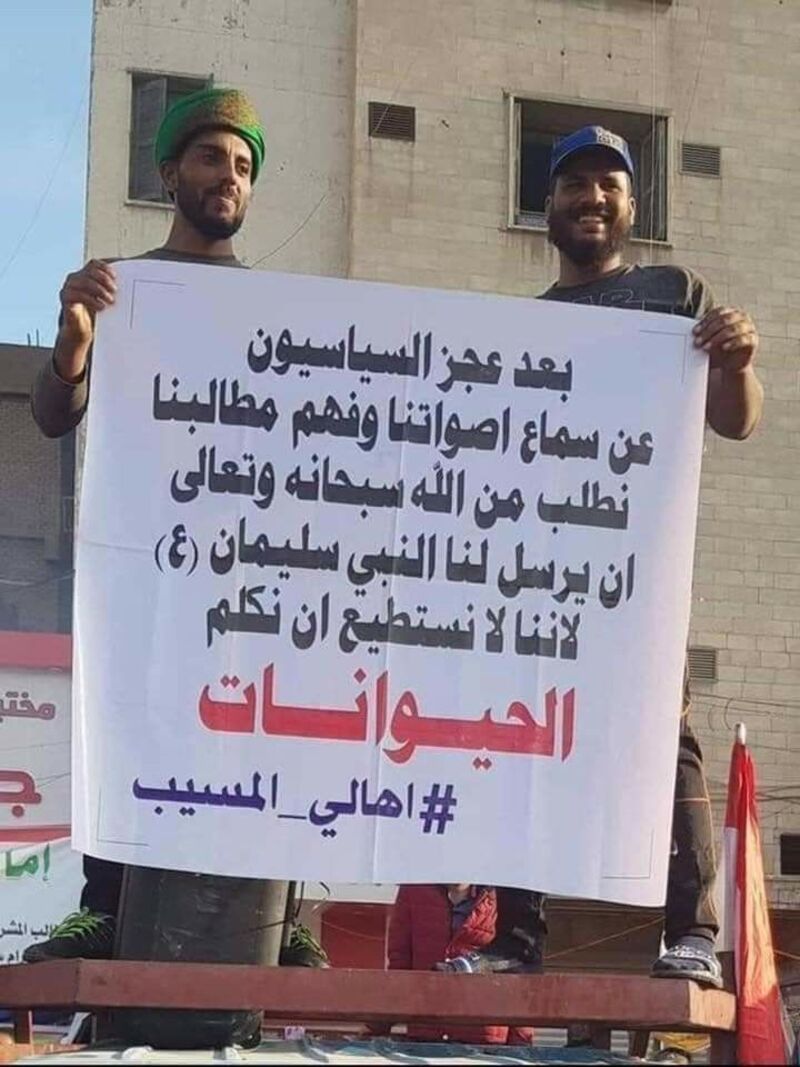 بعد عجز السياسيون
عن سماع اصواتنا وفهم مطالبنا
نطلب من الله سبحانه وتعالى
ان يرسل لنا النبي سليمان (ع)
لاننا لا نستطيع ان نكلم
الحيوانات
#اهالي_المسيب